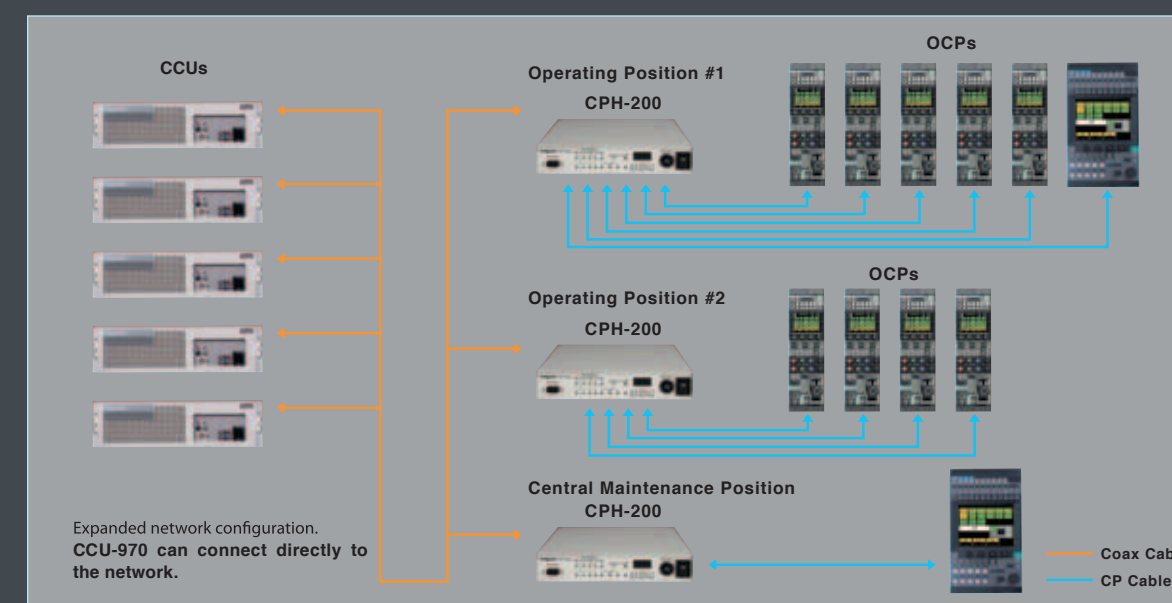 CCUs
Operating Position #1
CPH-200
OCPs
Operating Position #2
CPH-200
OCPs
Central Maintenance Position
CPH-200
Expanded network configuration.
CCU-970 can connect directly to
the network.
Coax Cab
CP Cable